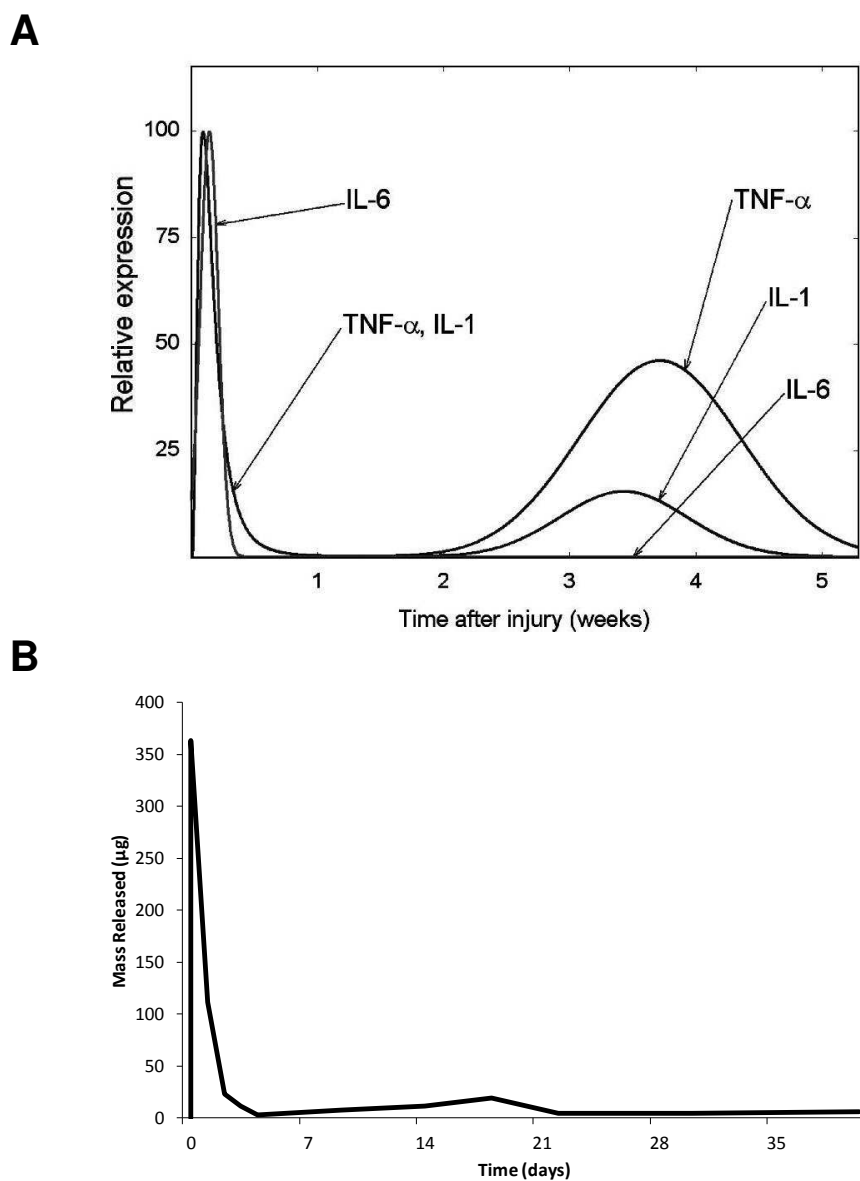 A
Relative expression
100
75
50
25
IL-6
TNF-α, IL-1
TNF-α
IL-1
IL-6
1 2 3 4 5
Time after injury (weeks)
B
Mass Released (µg)
400
350
300
250
200
150
100
50
0
0 7 14 21 28 35
Time (days)